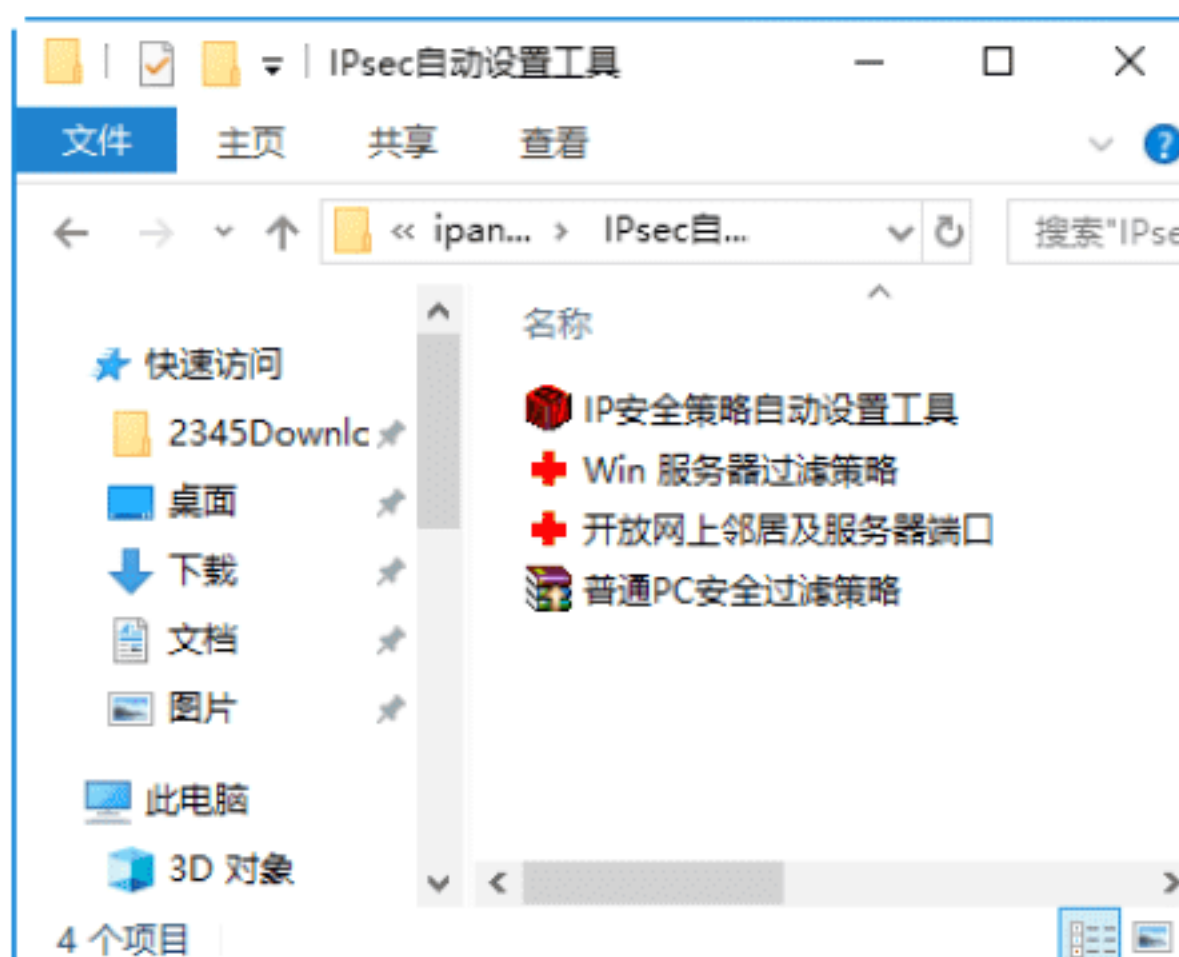 IPsec自动设置工具
文件 主页 共享 查看 ?
« ipan... › IPsec自... 搜索"IPse
名称
快速访问
2345Downlc
桌面
下载
文档
图片
此电脑
3D 对象
IP安全策略自动设置工具
Win 服务器过滤策略
开放网上邻居及服务器端口
普通PC安全过滤策略
4 个项目